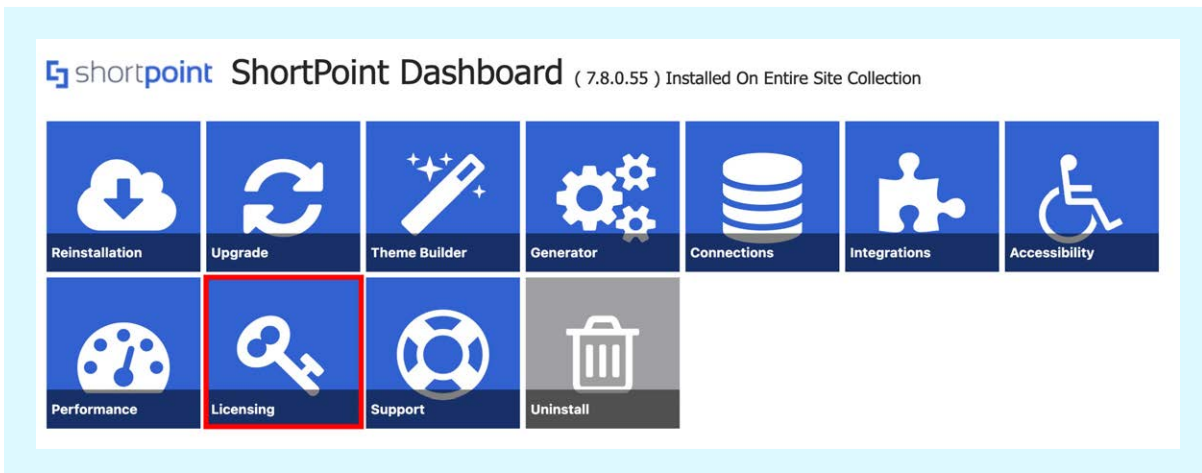 shortpoint ShortPoint Dashboard ( 7.8.0.55 ) Installed On Entire Site Collection
Reinstallation Upgrade Theme Builder Generator Connections Integrations Accessibility
Performance Licensing Support Uninstall